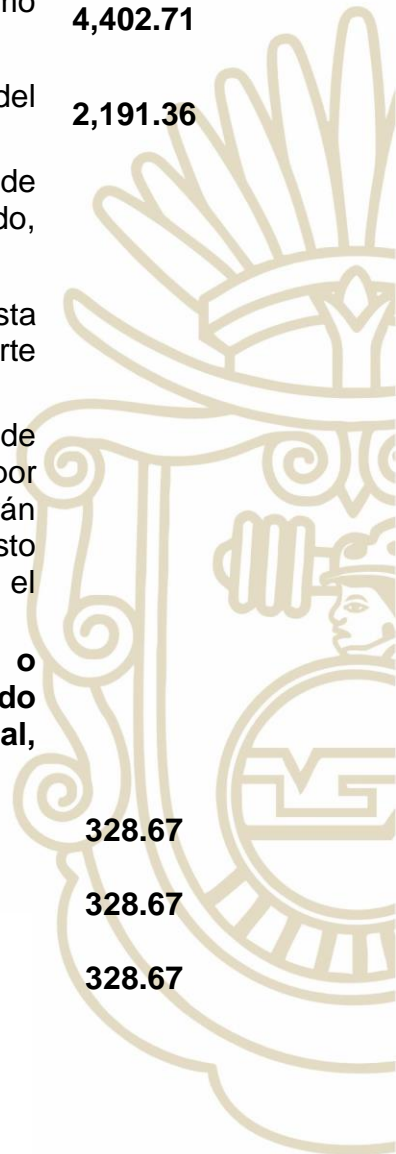 mo
4,402.71
del
2,191.36
de
do,
sta
rte
de
por
án
sto
el
o
do
al,
328.67
328.67
328.67